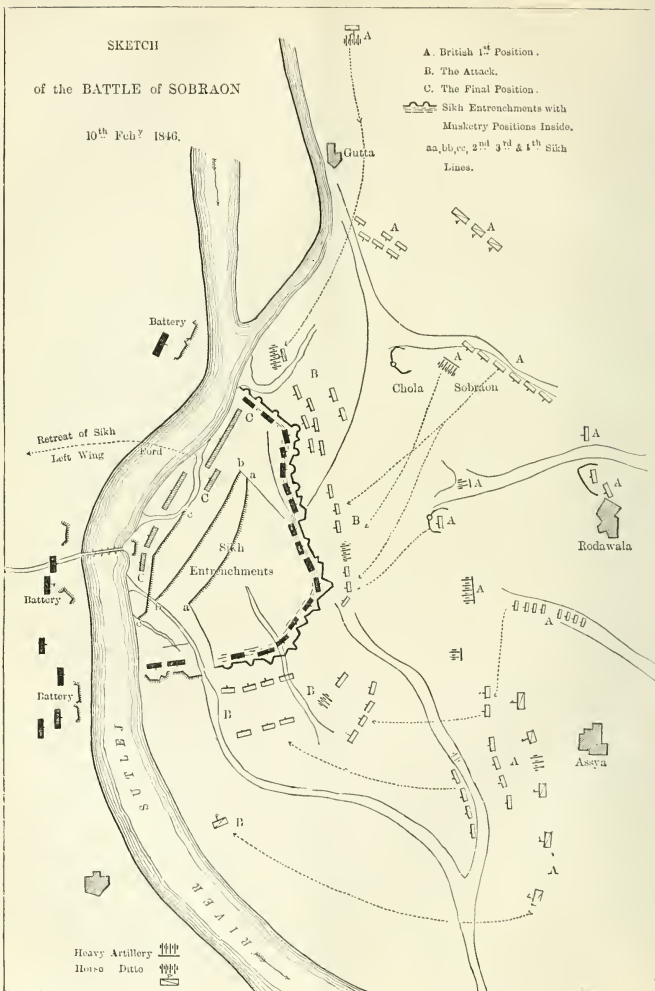 SKETCH
of the BATTLE of SOBRAON
10th Feby 1846.
A. British 1st Position.
B. The Attack.
C. The Final Position.
Sikh Entrenchments with
Musketry Positions Inside.
aa, bb, cc, 2nd 3rd & 4th Sikh
Lines.
A
Gutta
A
A
Battery
A
A
Chola
Sobraon
B
C
Retreat of Sikh
Left Wing
Ford
C
b
a
c
A
A
A
A
B
Rodawala
Sikh
Entrenchments
C
a
Battery
A
A
B
B
Battery
A
Assya
SUTLEJ
RIVER
B
A
Heavy Artillery
Horse Ditto